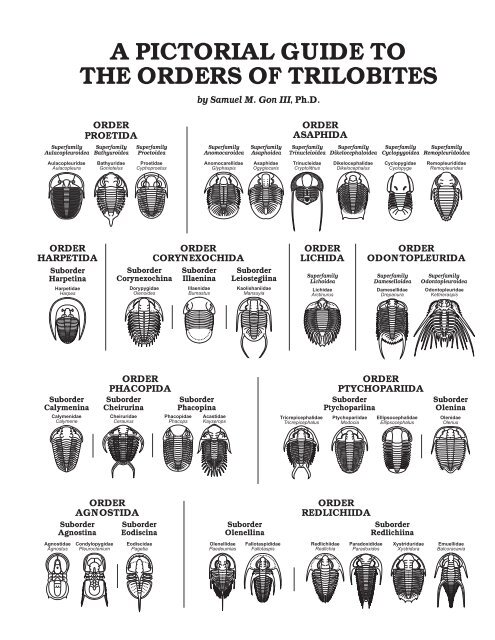 A PICTORIAL GUIDE TO
THE ORDERS OF TRILOBITES
by Samuel M. Gon III, Ph.D.
ORDER
PROETIDA
Superfamily Superfamily Superfamily
Aulacopleuroidea Bathyuroidea Proetoidea
Aulacopleuridae Bathyuridae Proetidae
Aulacopleura Goniotelus Cyphoproetus
ORDER
ASAPHIDA
Superfamily Superfamily Superfamily Superfamily Superfamily Superfamily
Anomocaroidea Asaphoidea Trinucleioidea Dikelocephaloidea Cyclopygoidea Remopleuridoidea
Anomocarellidae Asaphidae Trinucleidae Dikelocephalidae Cyclopygidae Remopleurididae
Glyphaspis Ogygiocaris Cryptolithus Dikelocephalus Cyclopyge Remopleurides
ORDER
HARPETIDA
Suborder
Harpetina
Harpetidae
Harpes
ORDER
CORYNEXOCHIDA
Suborder Suborder Suborder
Corynexochina Illaenina Leiostegiina
Dorypygidae Illaenidae Kaolishaniidae
Olenoides Bumastus Mansuyia
ORDER
LICHIDA
Superfamily
Lichoidea
Lichidae
Arctinurus
ORDER
ODONTOPLEURIDA
Superfamily Superfamily
Dameselloidea Odontopleuroidea
Damesellidae Odontopleuridae
Drepanura Kettneraspis
ORDER
PHACOPIDA
Suborder Suborder Suborder
Calymenina Cheirurina Phacopina
Calymenidae Cheiruridae Phacopidae Acastidae
Calymene Ceraurus Phacops Kayserops
ORDER
PTYCHOPARIIDA
Suborder Suborder
Ptychopariina Olenina
Tricrepicephalidae Ptychopariidae Ellipsocephalidae Olenidae
Tricrepicephalus Modocia Ellipsocephalus Olenus
ORDER
AGNOSTIDA
Suborder Suborder
Agnostina Eodiscina
Agnostidae Condylopygidae Eodiscidae
Agnostus Pleuroctenium Pagetia
ORDER
REDLICHIIDA
Suborder Suborder
Olenellina Redlichiina
Olenellidae Fallotaspididae Redlichiidae Paradoxididae Xystriduridae Emuellidae
Paedeumias Fallotaspis Redlichia Paradoxides Xystridura Balcoracania